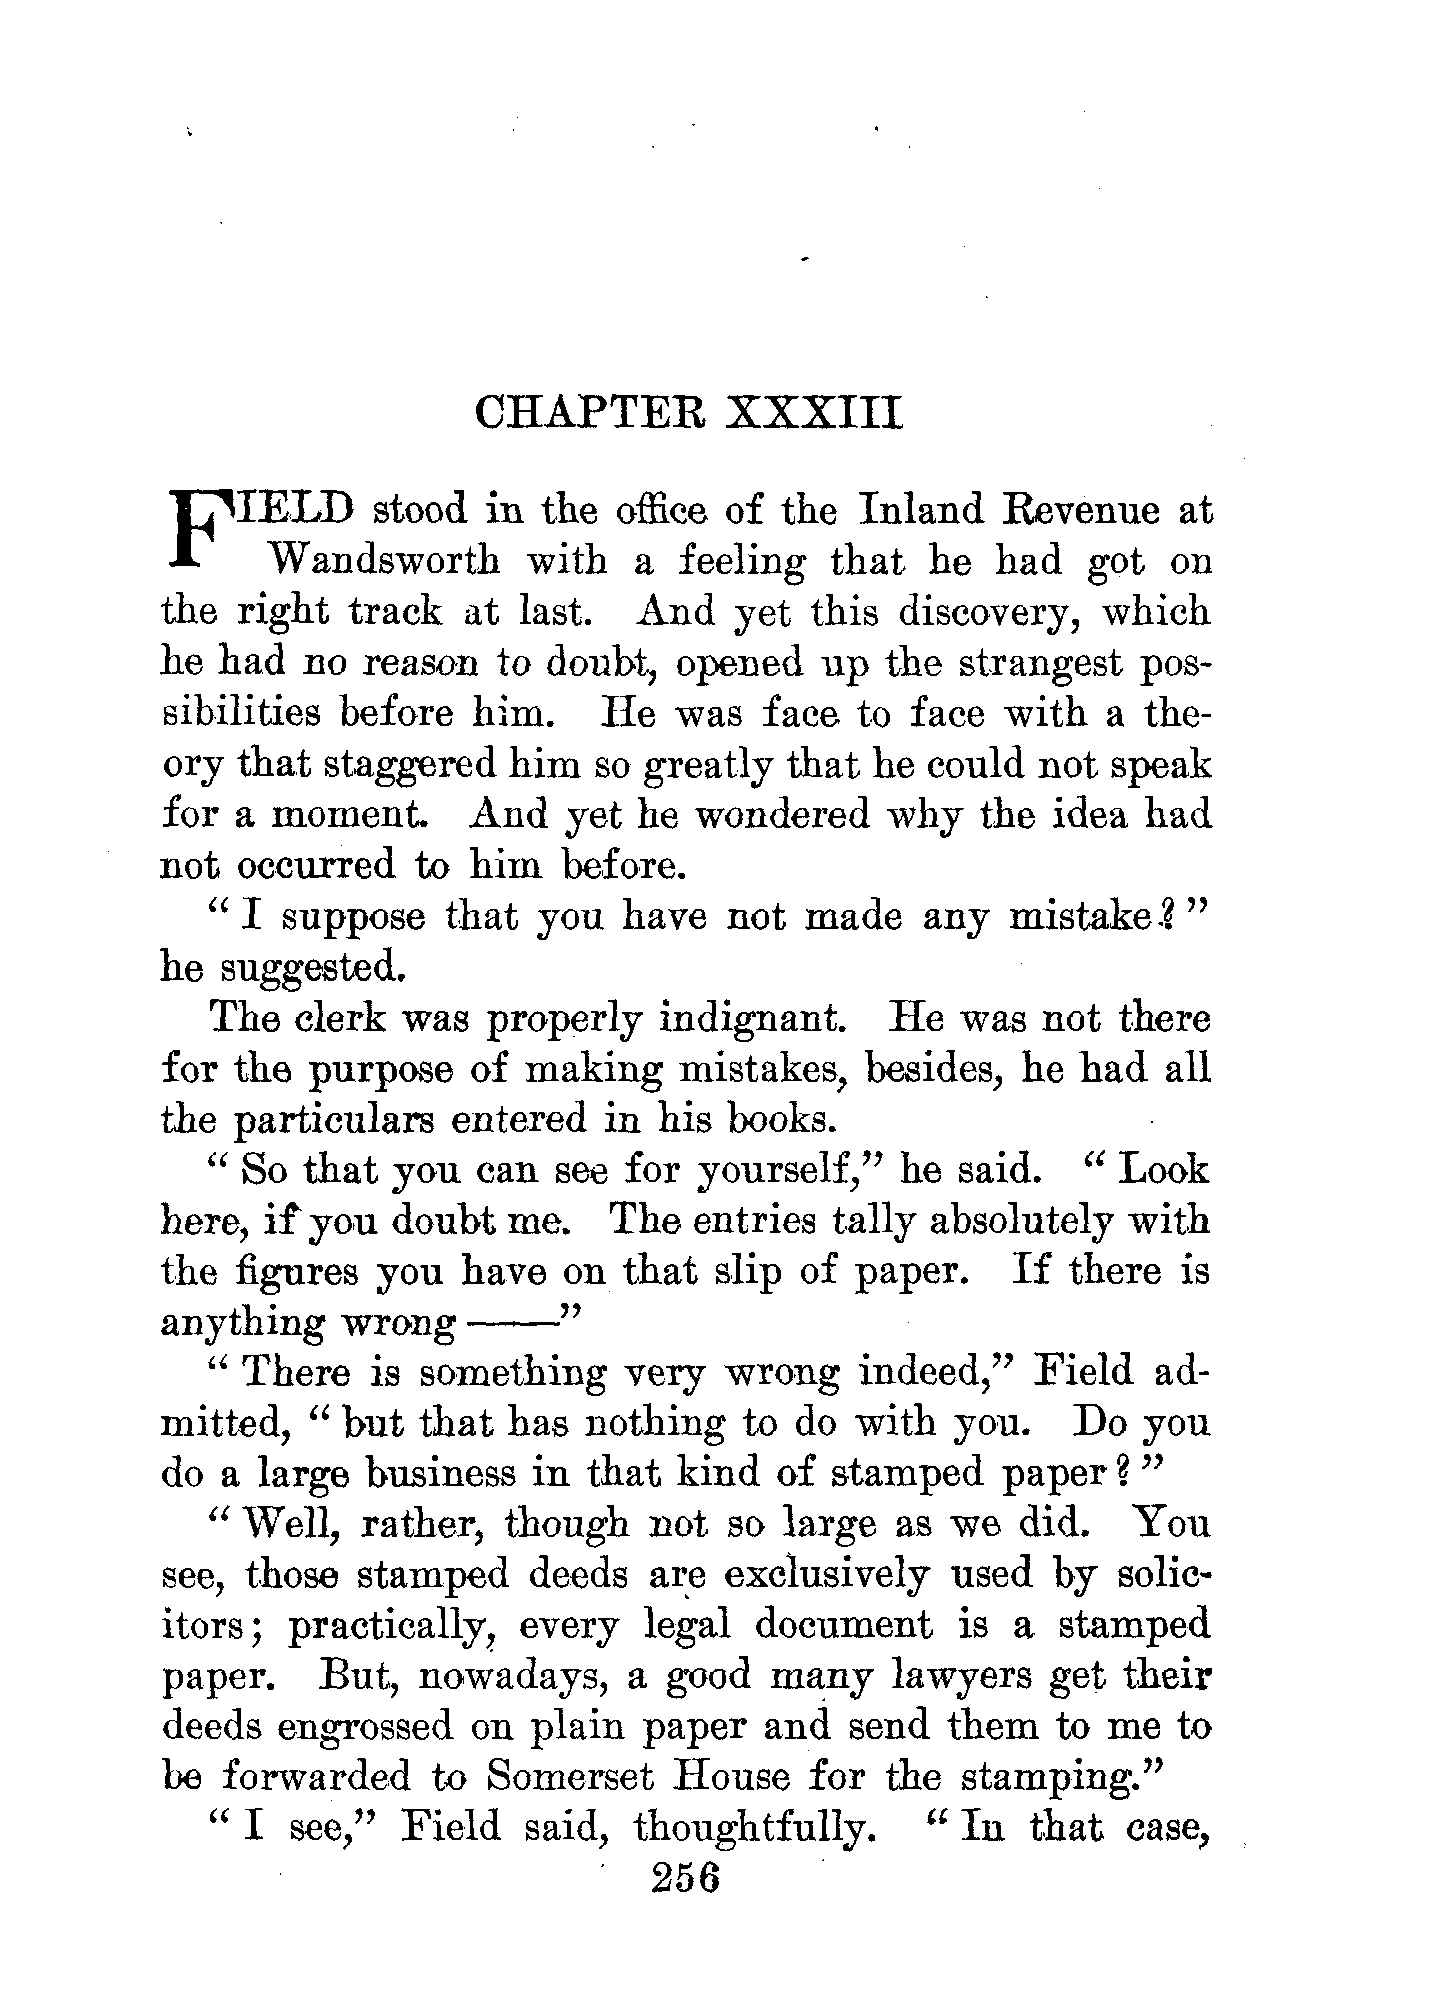 CHAPTER XXXIII
FIELD stood in the office of the Inland Revenue at
Wandsworth with a feeling that he had got on
the right track at last. And yet this discovery, which
he had no reason to doubt, opened up the strangest pos-
sibilities before him. He was face to face with a the-
ory that staggered him so greatly that he could not speak
for a moment. And yet he wondered why the idea had
not occurred to him before.
" I suppose that you have not made any mistake? "
he suggested.
The clerk was properly indignant. He was not there
for the purpose of making mistakes, besides, he had all
the particulars entered in his books.
" So that you can see for yourself," he said. " Look
here, if you doubt me. The entries tally absolutely with
the figures you have on that slip of paper. If there is
anything wrong ——"
" There is something very wrong indeed," Field ad-
mitted, " but that has nothing to do with you. Do you
do a large business in that kind of stamped paper? "
" Well, rather, though not so large as we did. You
see, those stamped deeds are exclusively used by solic-
itors; practically, every legal document is a stamped
paper. But, nowadays, a good many lawyers get their
deeds engrossed on plain paper and send them to me to
be forwarded to Somerset House for the stamping."
" I see," Field said, thoughtfully. " In that case,
256